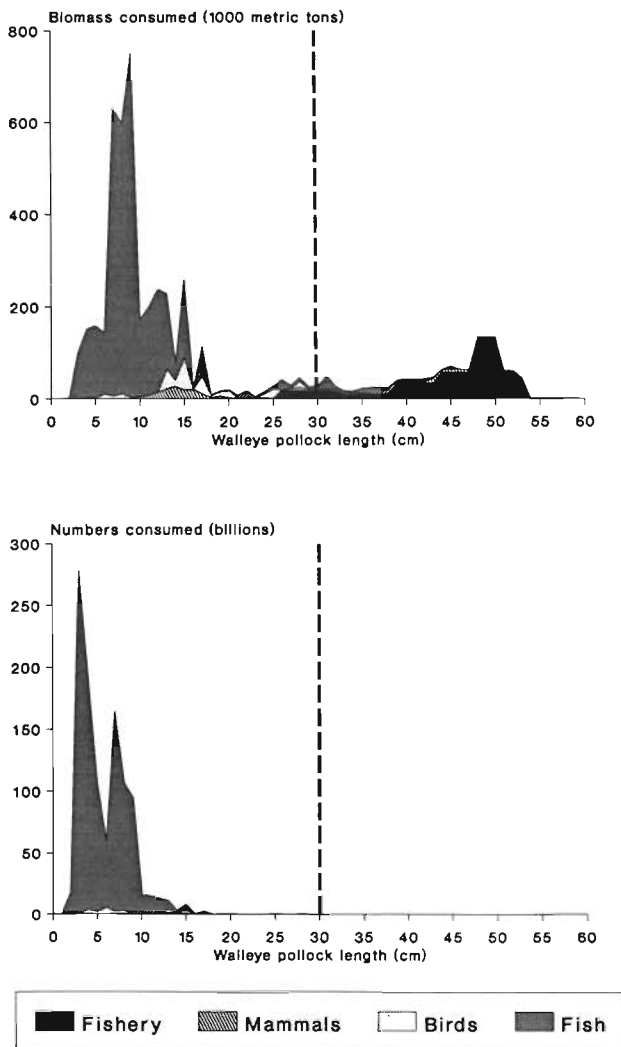 Biomass consumed (1000 metric tons)
800
600
400
200
0
0 5 10 15 20 25 30 35 40 45 50 55 60
Walleye pollock length (cm)
Numbers consumed (billions)
300
250
200
150
100
50
0
0 5 10 15 20 25 30 35 40 45 50 55 60
Walleye pollock length (cm)
Fishery Mammals Birds Fish